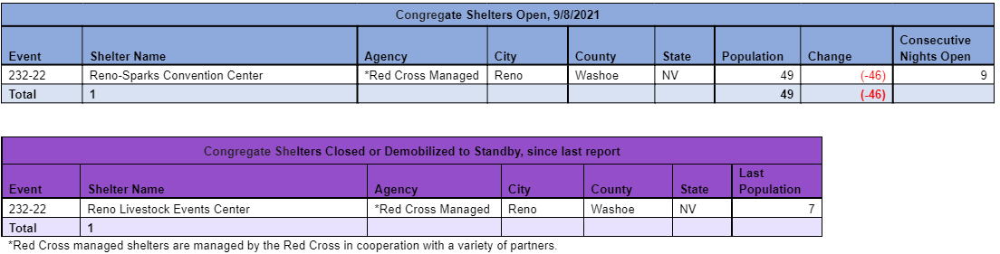 Congregate Shelters Open, 9/8/2021
Consecutive
Event Shelter Name Agency City County State Population Change Nights Open
232-22 Reno-Sparks Convention Center *Red Cross Managed Reno Washoe NV 49 (-46) 9
Total 1 49 (-46)
Congregate Shelters Closed or Demobilized to Standby, since last report
Last
Event Shelter Name Agency City County State Population
232-22 Reno Livestock Events Center *Red Cross Managed Reno Washoe NV 7
Total 1
*Red Cross managed shelters are managed by the Red Cross in cooperation with a variety of partners.